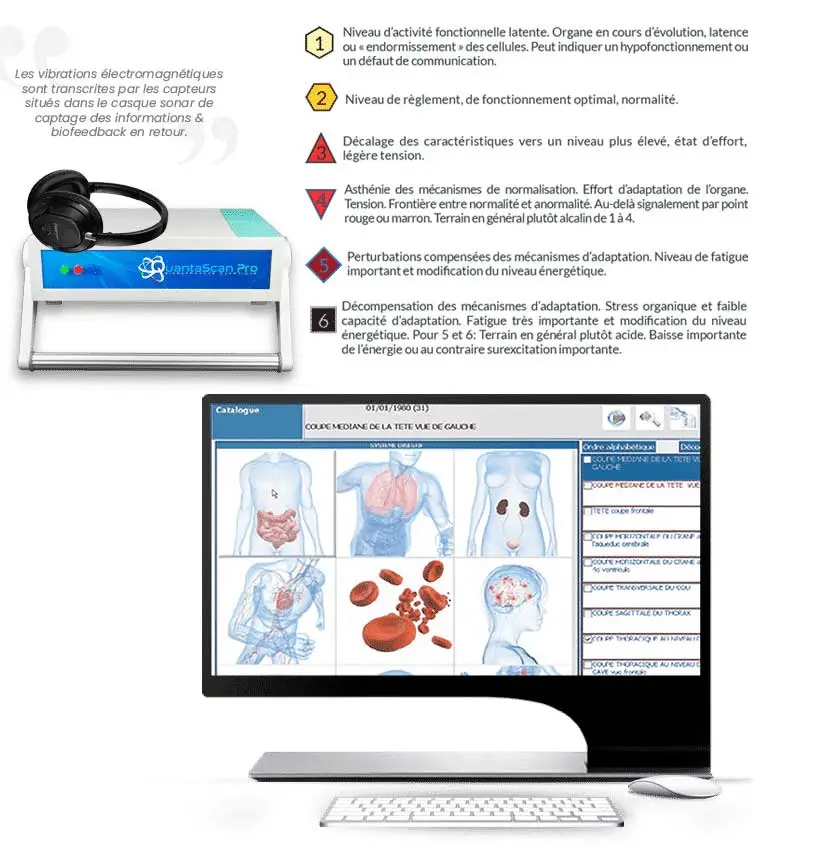 Les vibrations électromagnétiques
sont transcrites par les capteurs
situés dans le casque sonar de
captage des informations &
biofeedback en retour.
QuantaScan Pro
1
Niveau d'activité fonctionnelle latente. Organe en cours d'évolution, latence
ou « endormissement » des cellules. Peut indiquer un hypofonctionnement ou
un défaut de communication.
2
Niveau de règlement, de fonctionnement optimal, normalité.
3
Décalage des caractéristiques vers un niveau plus élevé, état d'effort,
légère tension.
4
Asthénie des mécanismes de normalisation. Effort d'adaptation de l'organe.
Tension. Frontière entre normalité et anormalité. Au-delà signalement par point
rouge ou marron. Terrain en général plutôt alcalin de 1 à 4.
5
Perturbations compensées des mécanismes d'adaptation. Niveau de fatigue
important et modification du niveau énergétique.
6
Décompensation des mécanismes d'adaptation. Stress organique et faible
capacité d'adaptation. Fatigue très importante et modification du niveau
énergétique. Pour 5 et 6: Terrain en général plutôt acide. Baisse importante
de l'énergie ou au contraire surexcitation importante.
Catalogue
01/01/1980 (31)
COUPE MEDIANE DE LA TETE VUE DE GAUCHE
SYSTEME DIGESTIF
Ordre alphabétique
Déco
COUPE MEDIANE DE LA TETE VU
GAUCHE
COUPE MEDIANE DE LA TETE VUE
TETE coupe frontale
COUPE HORIZONTALE DU CRANE
l'aqueduc cerebrale
COUPE HORIZONTALE DU CRANE
4o ventricule
COUPE TRANSVERSALE DU COU
COUPE SAGITTALE DU THORAX
COUPE THORACIQUE AU NIVEAU
COUPE THORACIQUE AU NIVEAU D
CAVE vue frontale